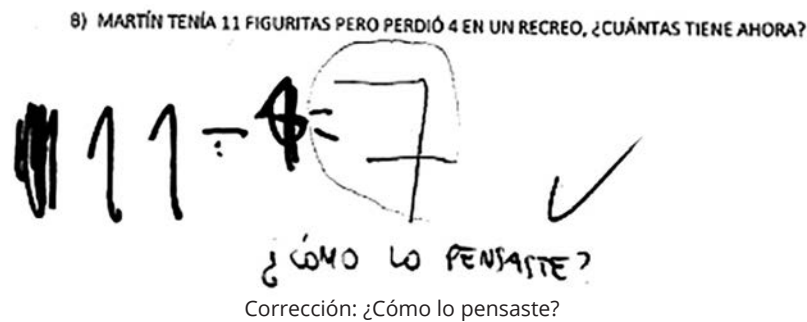 8) MARTÍN TENÍA 11 FIGURITAS PERO PERDIÓ 4 EN UN RECREO, ¿CUÁNTAS TIENE AHORA?
11 - 4 = 7
¿CÓMO LO PENSASTE?
Corrección: ¿Cómo lo pensaste?